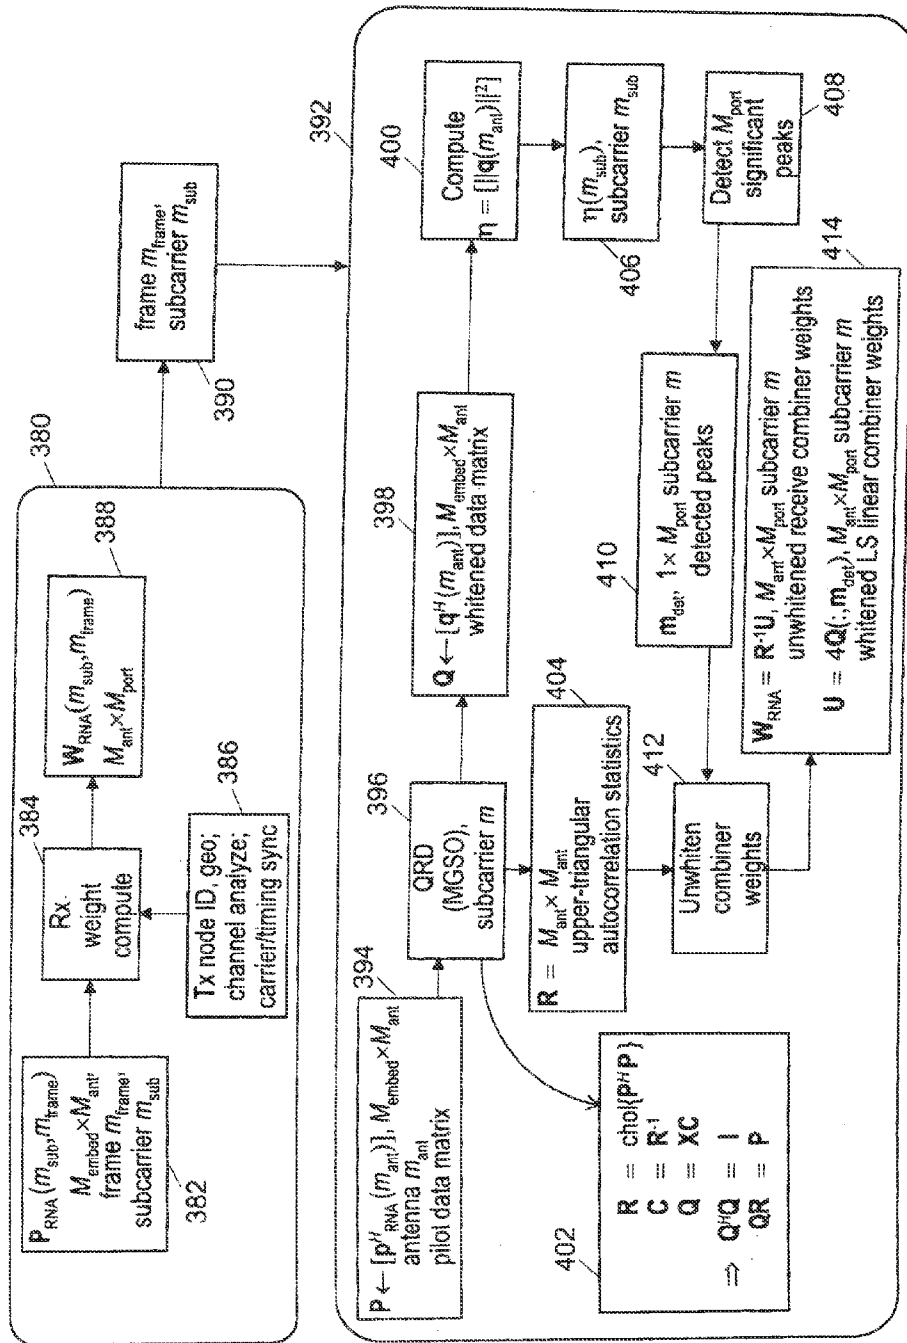 380
P_RNA(m_sub,m_frame)
M_embed×M_ant,
frame m_frame,
subcarrier m_sub
382
384
Rx
weight
compute
W_RNA(m_sub,m_frame)
M_ant×M_port
388
Tx node ID, geo;
channel analyze;
carrier/timing sync
386
frame m_frame,
subcarrier m_sub
390
392
P ← [p^H_RNA(m_ant)], M_embed×M_ant
antenna m_ant
pilot data matrix
394
QRD
(MGSO),
subcarrier m
396
Q ← [q^H(m_ant)], M_embed×M_ant
whitened data matrix
398
Compute
η = [||q(m_ant)||²]
400
402
R = chol{P^H P}
C = R^-1
Q = XC
⇒ Q^H Q = I
QR = P
R = M_ant× M_ant
upper-triangular
autocorrelation statistics
404
η(m_sub),
subcarrier m_sub
406
Detect M_port
significant
peaks
408
m_det, 1× M_port subcarrier m
detected peaks
410
Unwhiten
combiner
weights
412
W_RNA = R^-1U, M_ant×M_port subcarrier m
unwhitened receive combiner weights
U = 4Q(:,m_det), M_ant×M_port subcarrier m
whitened LS linear combiner weights
414